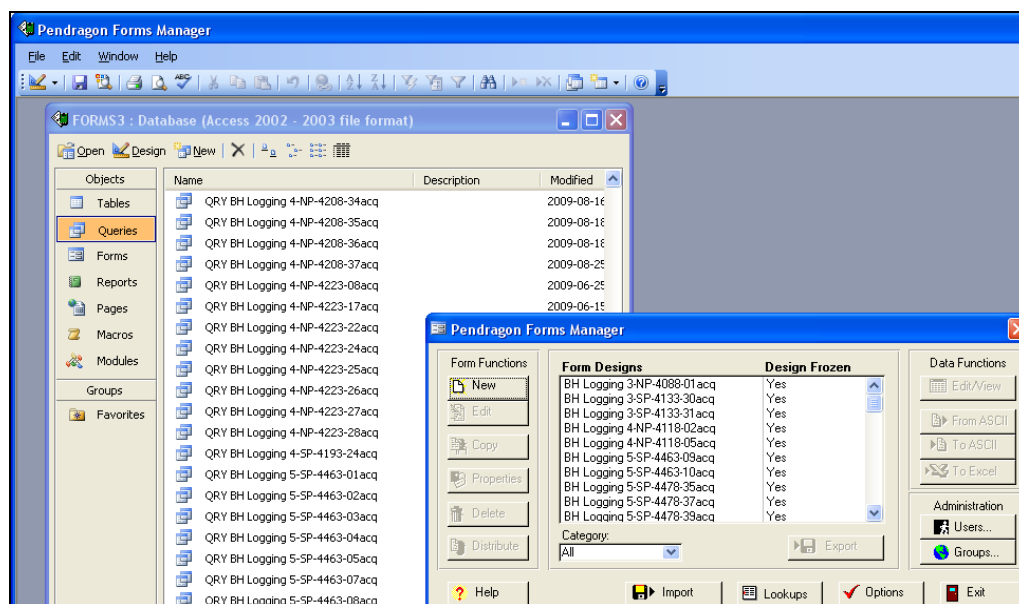 Pendragon Forms Manager
File Edit Window Help
FORMS3 : Database (Access 2002 - 2003 file format)
Open Design New
Objects
Tables
Queries
Forms
Reports
Pages
Macros
Modules
Groups
Favorites
Name Description Modified
QRY BH Logging 4-NP-4208-34acq 2009-08-16
QRY BH Logging 4-NP-4208-35acq 2009-08-18
QRY BH Logging 4-NP-4208-36acq 2009-08-18
QRY BH Logging 4-NP-4208-37acq 2009-08-25
QRY BH Logging 4-NP-4223-08acq 2009-06-25
QRY BH Logging 4-NP-4223-17acq 2009-06-15
QRY BH Logging 4-NP-4223-22acq
QRY BH Logging 4-NP-4223-24acq
QRY BH Logging 4-NP-4223-25acq
QRY BH Logging 4-NP-4223-26acq
QRY BH Logging 4-NP-4223-27acq
QRY BH Logging 4-NP-4223-28acq
QRY BH Logging 4-SP-4193-24acq
QRY BH Logging 5-SP-4463-01acq
QRY BH Logging 5-SP-4463-02acq
QRY BH Logging 5-SP-4463-03acq
QRY BH Logging 5-SP-4463-04acq
QRY BH Logging 5-SP-4463-05acq
QRY BH Logging 5-SP-4463-07acq
QRY BH Logging 5-SP-4463-08acq
Pendragon Forms Manager
Form Functions
New
Edit
Copy
Properties
Delete
Distribute
Form Designs Design Frozen
BH Logging 3-NP-4088-01acq Yes
BH Logging 3-SP-4133-30acq Yes
BH Logging 3-SP-4133-31acq Yes
BH Logging 4-NP-4118-02acq Yes
BH Logging 4-NP-4118-05acq Yes
BH Logging 5-SP-4463-09acq Yes
BH Logging 5-SP-4463-10acq Yes
BH Logging 5-SP-4478-35acq Yes
BH Logging 5-SP-4478-37acq Yes
BH Logging 5-SP-4478-39acq Yes
Category:
All
Export
Data Functions
Edit/View
From ASCII
To ASCII
To Excel
Administration
Users...
Groups...
Help Import Lookups Options Exit